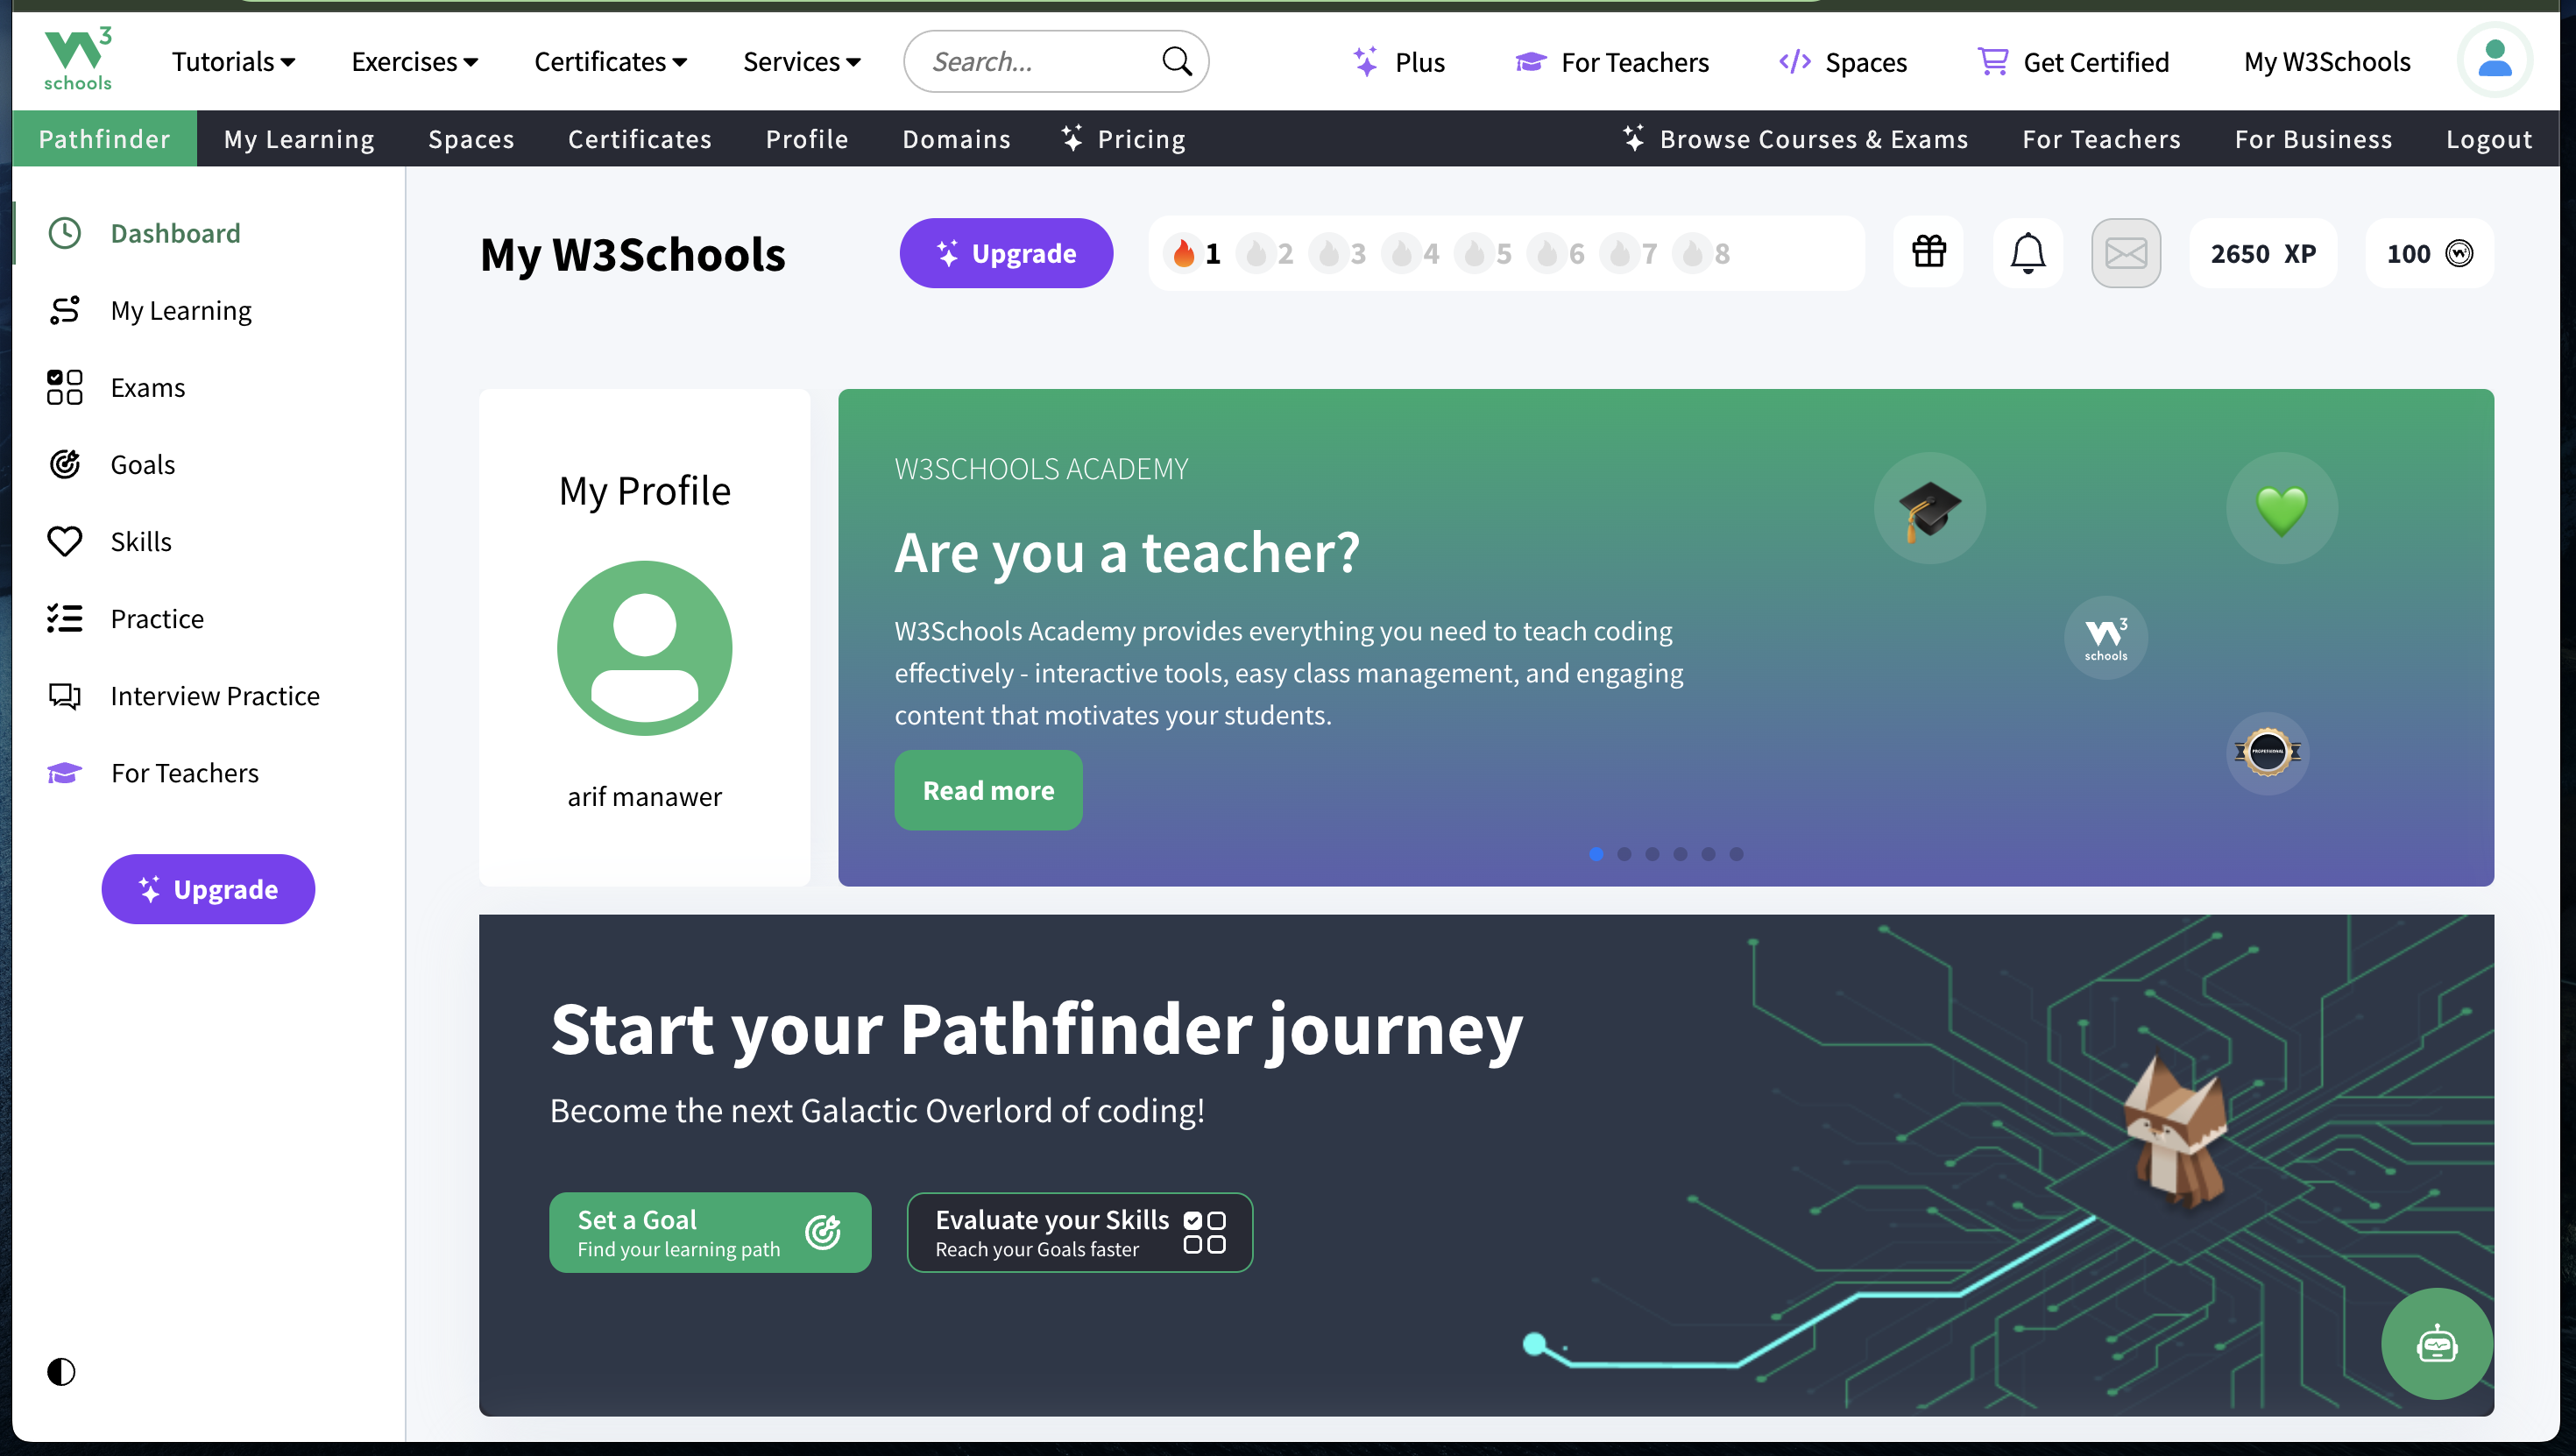 W3 schools
Tutorials Exercises Certificates Services Search... Plus For Teachers Spaces Get Certified My W3Schools
Pathfinder My Learning Spaces Certificates Profile Domains Pricing Browse Courses & Exams For Teachers For Business Logout
Dashboard
My Learning
Exams
Goals
Skills
Practice
Interview Practice
For Teachers
Upgrade
My W3Schools
Upgrade
1 2 3 4 5 6 7 8
2650 XP
100
My Profile
arif manawer
W3SCHOOLS ACADEMY
Are you a teacher?
W3Schools Academy provides everything you need to teach coding
effectively - interactive tools, easy class management, and engaging
content that motivates your students.
Read more
W3 schools
PROFESSIONAL
Start your Pathfinder journey
Become the next Galactic Overlord of coding!
Set a Goal
Find your learning path
Evaluate your Skills
Reach your Goals faster